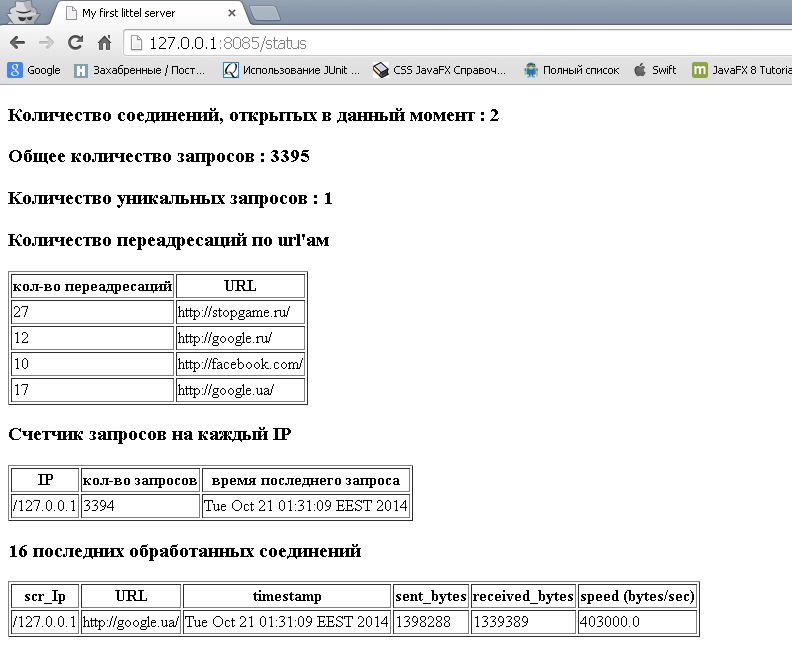 My first littel server
127.0.0.1:8085/status
Google Захабренные / Пост... Использование JUnit ... CSS JavaFX Справоч... Полный список Swift JavaFX 8 Tutoria
Количество соединений, открытых в данный момент : 2
Общее количество запросов : 3395
Количество уникальных запросов : 1
Количество переадресаций по url'ам
кол-во переадресаций URL
27 http://stopgame.ru/
12 http://google.ru/
10 http://facebook.com/
17 http://google.ua/
Счетчик запросов на каждый IP
IP кол-во запросов время последнего запроса
/127.0.0.1 3394 Tue Oct 21 01:31:09 EEST 2014
16 последних обработанных соединений
scr_Ip URL timestamp sent_bytes received_bytes speed (bytes/sec)
/127.0.0.1 http://google.ua/ Tue Oct 21 01:31:09 EEST 2014 1398288 1339389 403000.0